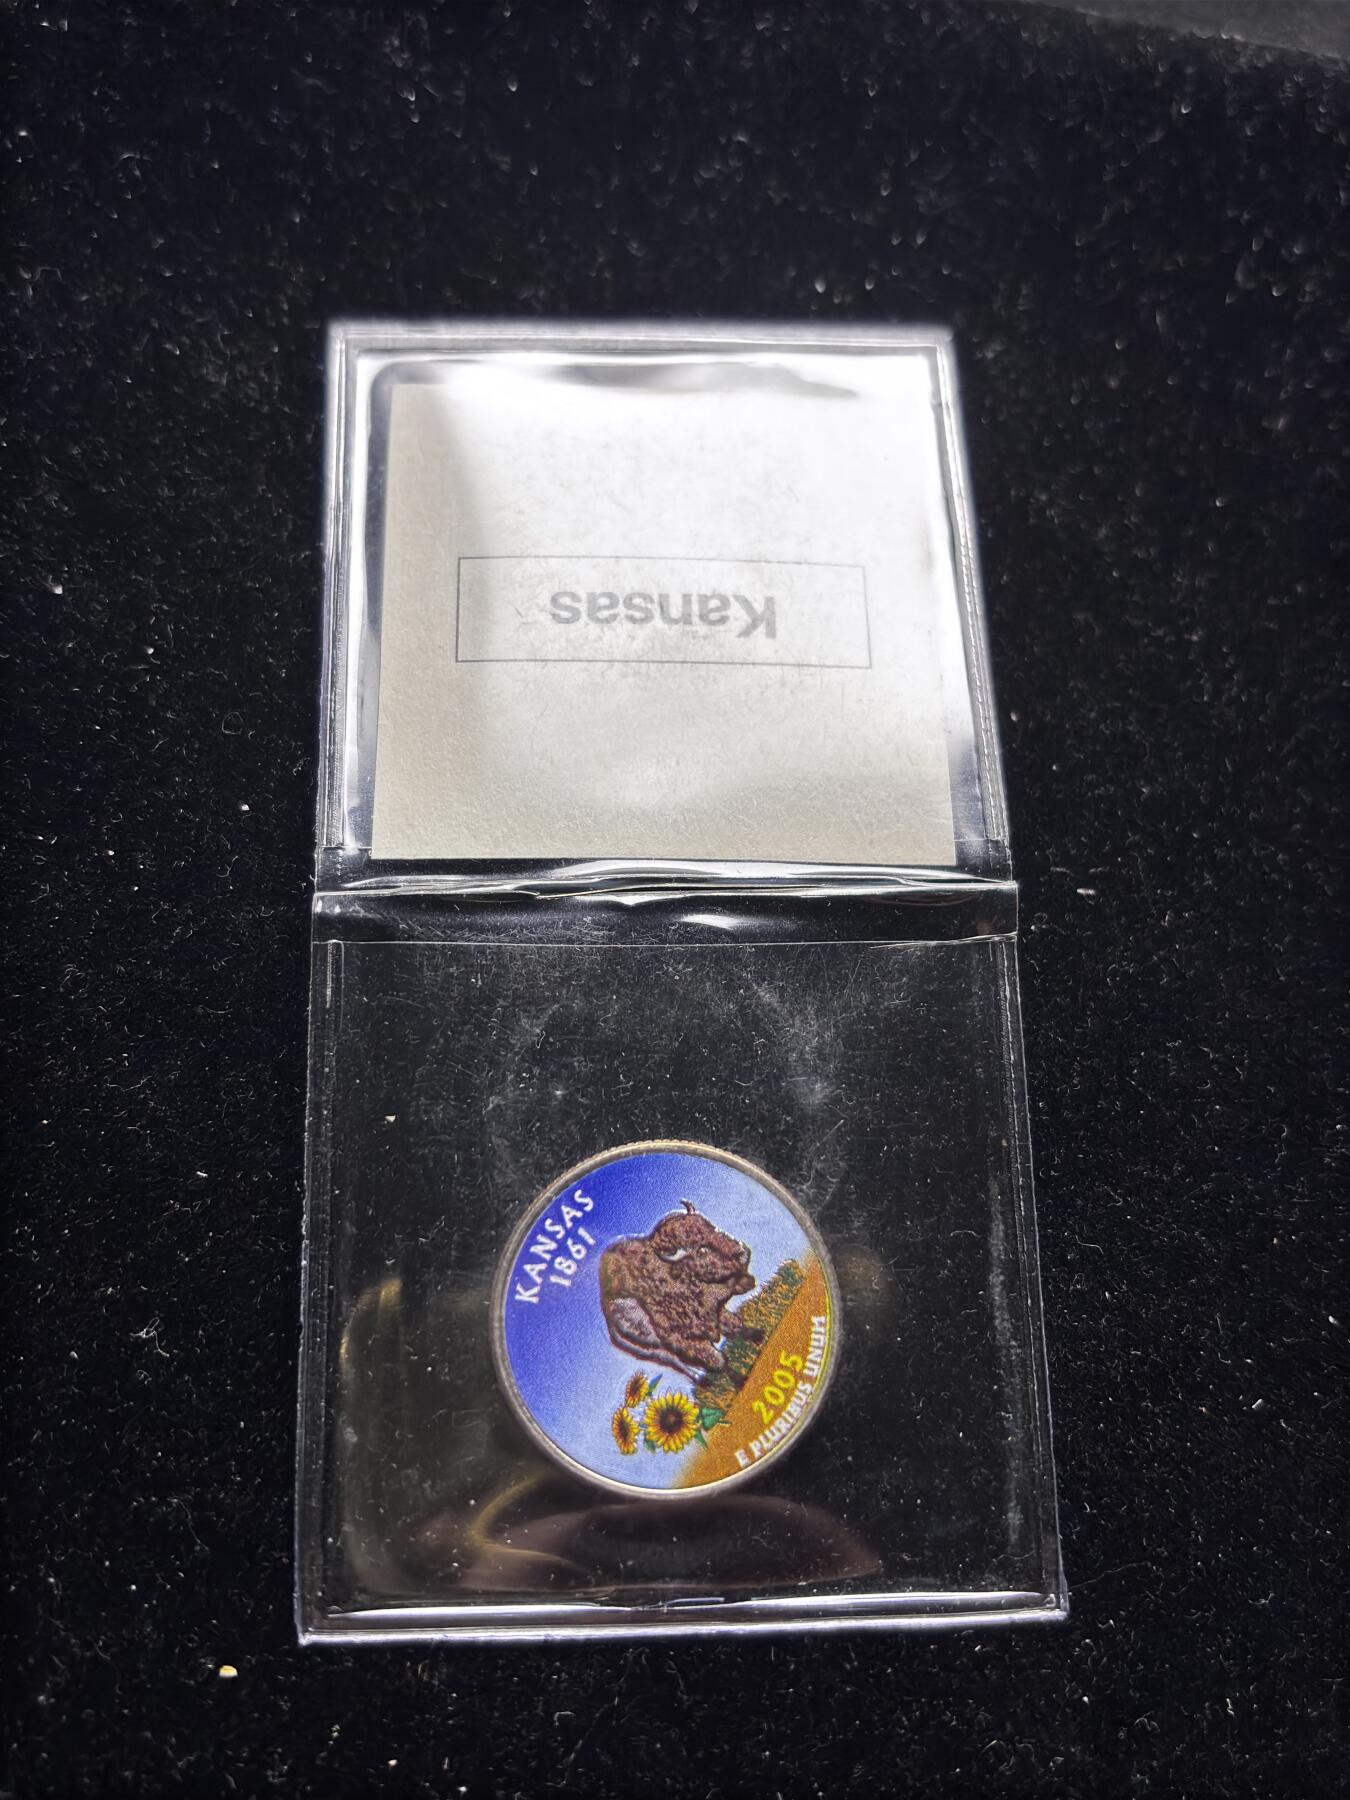 Kansas
KANSAS
1861
2005
E PLURIBUS UNUM